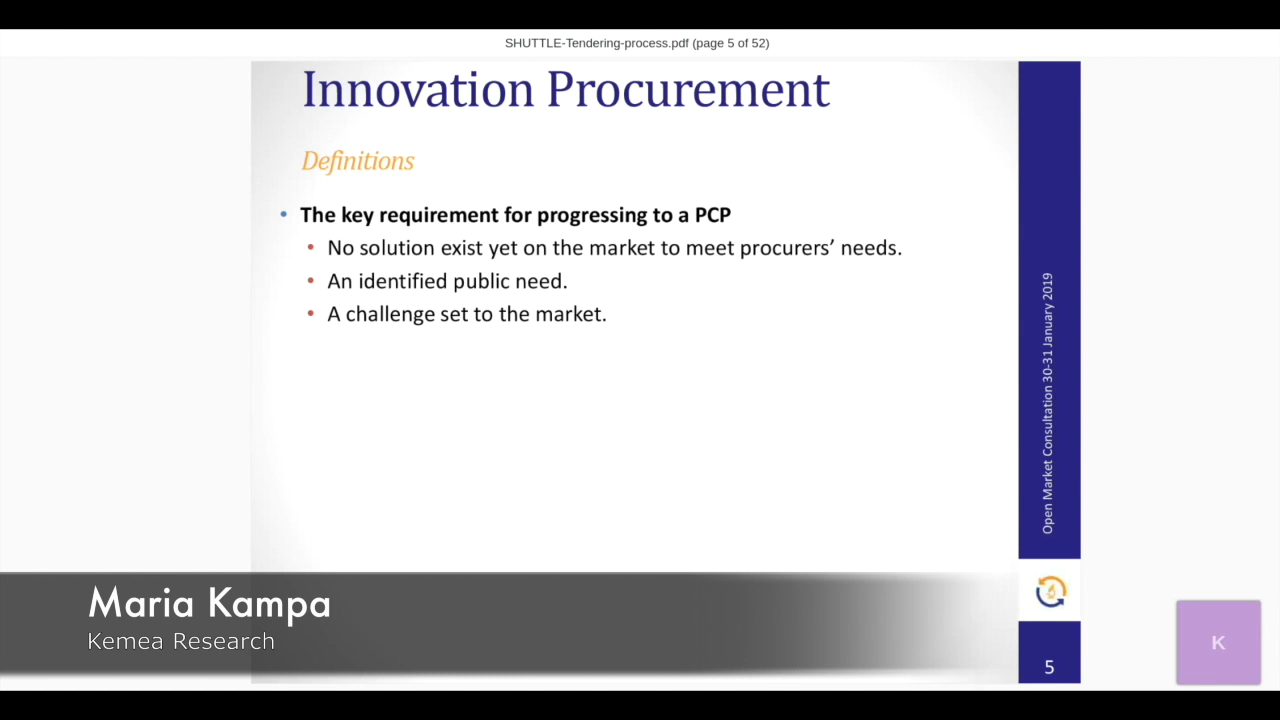 SHUTTLE-Tendering-process.pdf (page 5 of 52)
Innovation Procurement
Definitions
• The key requirement for progressing to a PCP
• No solution exist yet on the market to meet procurers’ needs.
• An identified public need.
• A challenge set to the market.
Open Market Consultation 30-31 January 2019
Maria Kampa
Kemea Research
5
K